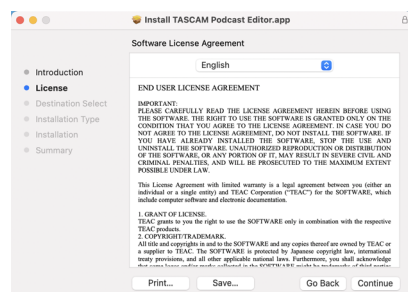 Install TASCAM Podcast Editor.app
Software License Agreement
English
Introduction
License
Destination Select
Installation Type
Installation
Summary
END USER LICENSE AGREEMENT
IMPORTANT:
PLEASE CAREFULLY READ THE LICENSE AGREEMENT HEREIN BEFORE USING
THE SOFTWARE. THE RIGHT TO USE THE SOFTWARE IS GRANTED ONLY ON THE
CONDITION THAT YOU AGREE TO THE LICENSE AGREEMENT. IN CASE YOU DO
NOT AGREE TO THE LICENSE AGREEMENT, DO NOT INSTALL THE SOFTWARE. IF
YOU HAVE ALREADY INSTALLED THE SOFTWARE, STOP THE USE AND
UNINSTALL THE SOFTWARE. UNAUTHORIZED REPRODUCTION OR DISTRIBUTION
OF THE SOFTWARE, OR ANY PORTION OF IT, MAY RESULT IN SEVERE CIVIL AND
CRIMINAL PENALTIES, AND WILL BE PROSECUTED TO THE MAXIMUM EXTENT
POSSIBLE UNDER LAW.
This License Agreement with limited warranty is a legal agreement between you (either an
individual or a single entity) and TEAC Corporation ("TEAC") for the SOFTWARE, which
include computer software and electronic documentation.
1. GRANT OF LICENSE.
TEAC grants to you the right to use the SOFTWARE only in combination with the respective
TEAC products.
2. COPYRIGHT/TRADEMARK.
All title and copyrights in and to the SOFTWARE and any copies thereof are owned by TEAC or
a supplier to TEAC. The SOFTWARE is protected by Japanese copyright law, international
treaty provisions, and all other applicable national laws. Furthermore, you shall acknowledge
Print...
Save...
Go Back
Continue